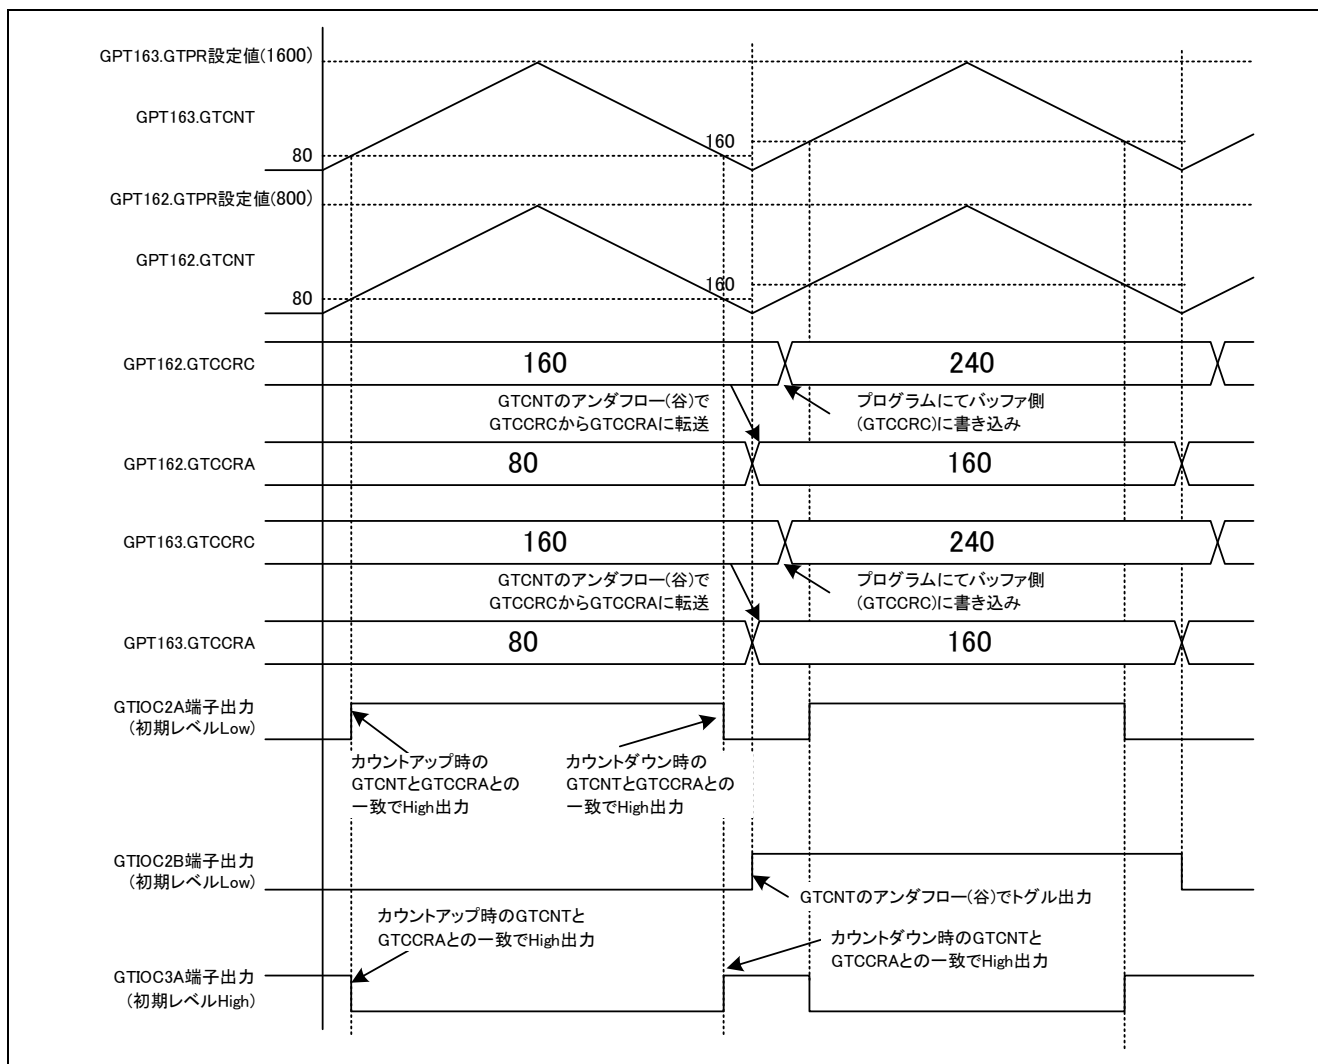 GPT163.GTPR設定値(1600)
GPT163.GTCNT
80
160
GPT162.GTPR設定値(800)
GPT162.GTCNT
80
160
GPT162.GTCCRC
160
240
GTCNTのアンダフロー(谷)で
GTCCRCからGTCCRAに転送
プログラムにてバッファ側
(GTCCRC)に書き込み
GPT162.GTCCRA
80
160
GPT163.GTCCRC
160
240
GTCNTのアンダフロー(谷)で
GTCCRCからGTCCRAに転送
プログラムにてバッファ側
(GTCCRC)に書き込み
GPT163.GTCCRA
80
160
GTIOC2A端子出力
(初期レベルLow)
カウントアップ時の
GTCNTとGTCCRAとの
一致でHigh出力
カウントダウン時の
GTCNTとGTCCRAとの
一致でHigh出力
GTIOC2B端子出力
(初期レベルLow)
GTCNTのアンダフロー(谷)でトグル出力
カウントアップ時のGTCNTと
GTCCRAとの一致でHigh出力
カウントダウン時のGTCNTと
GTCCRAとの一致でHigh出力
GTIOC3A端子出力
(初期レベルHigh)